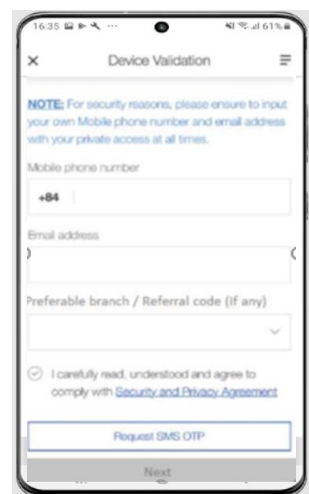 16:35 ... 61%
Device Validation
NOTE: For security reasons, please ensure to input
your own Mobile phone number and email address
with your private access at all times.
Mobile phone number
+84
Email address
Preferable branch / Referral code (if any)
I carefully read, understood and agree to
comply with Security and Privacy Agreement
Request SMS OTP
Next